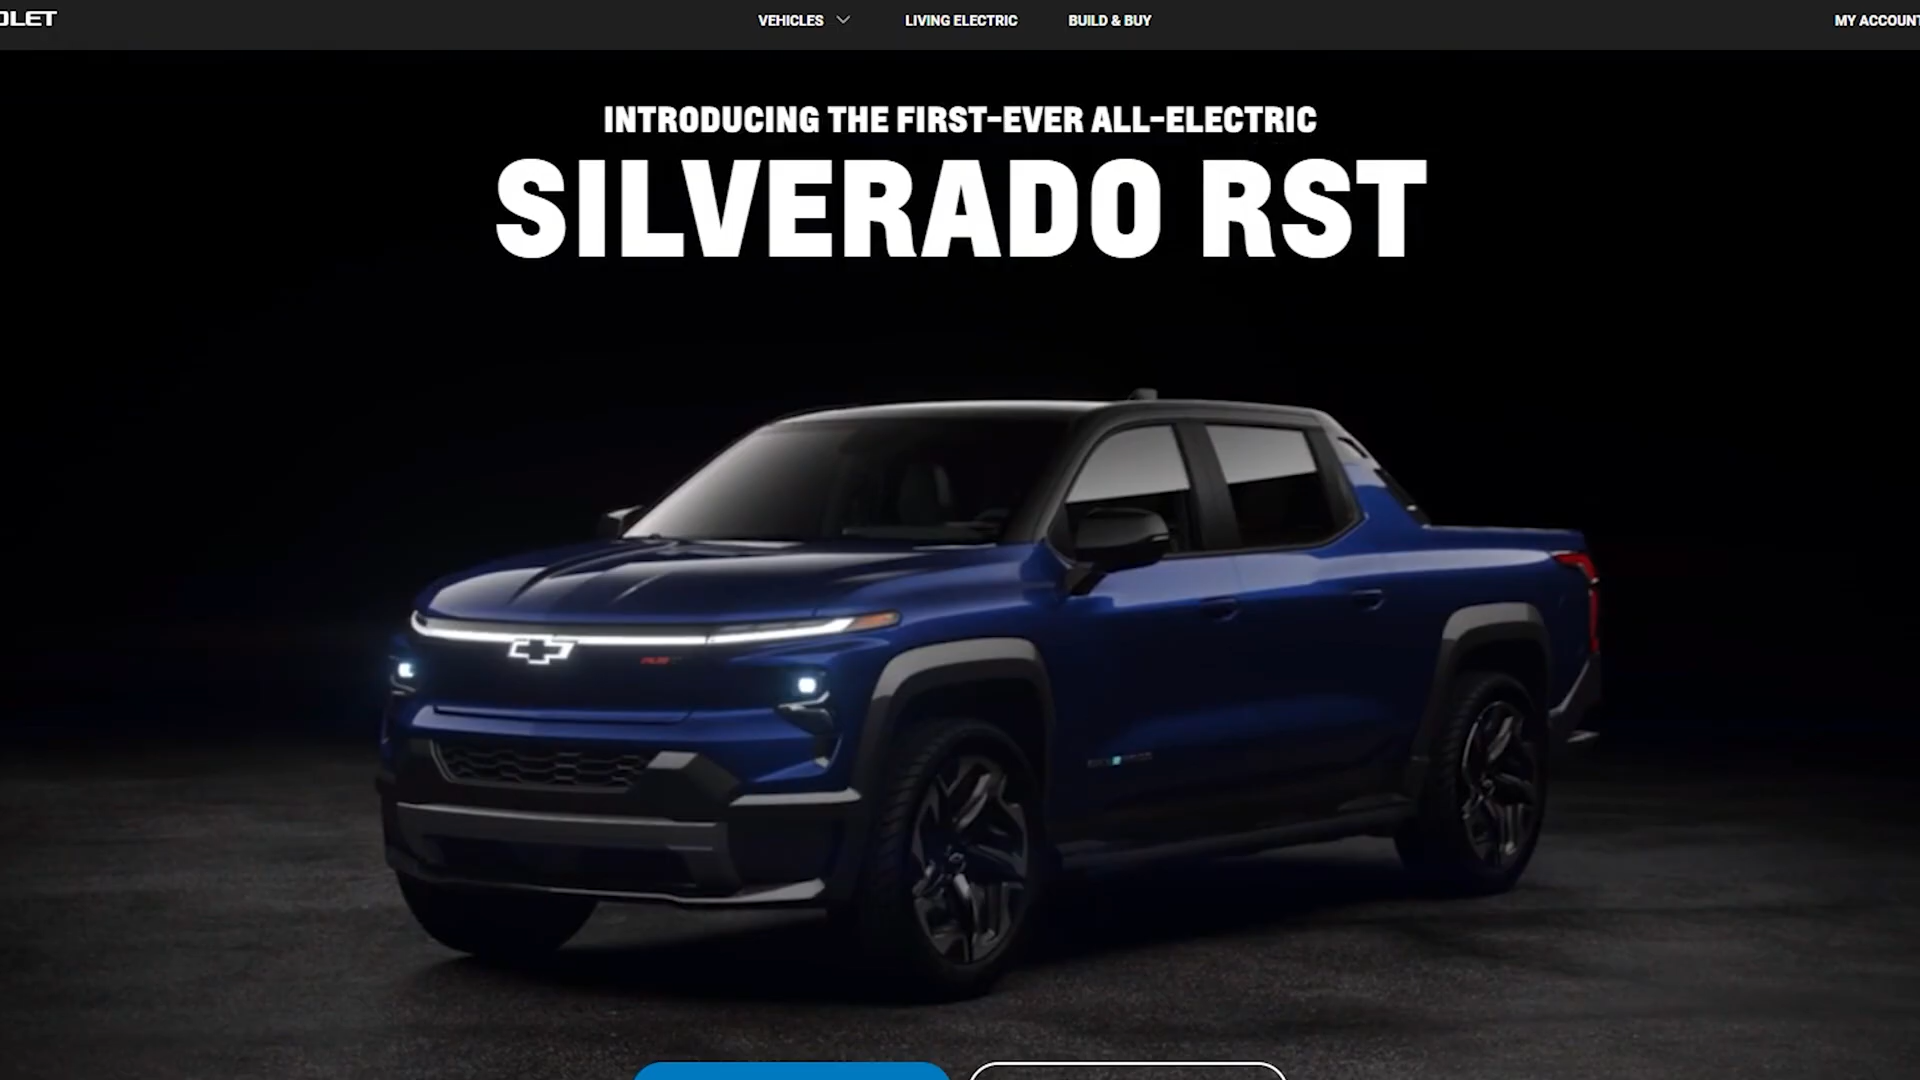 OLET
VEHICLES
LIVING ELECTRIC
BUILD & BUY
MY ACCOUNT
INTRODUCING THE FIRST-EVER ALL-ELECTRIC
SILVERADO RST